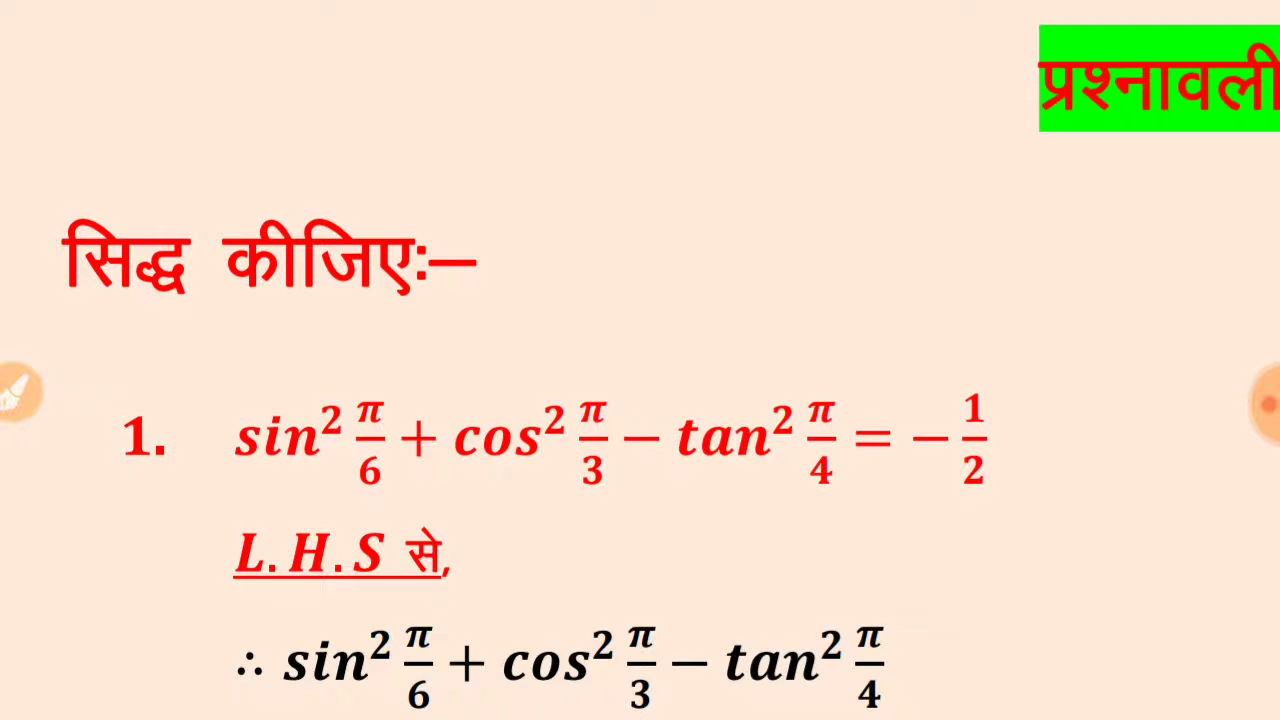 प्रश्नावली
सिद्ध कीजिए:–
1. sin² π/6 + cos² π/3 − tan² π/4 = − 1/2
L.H.S से,
∴ sin² π/6 + cos² π/3 − tan² π/4